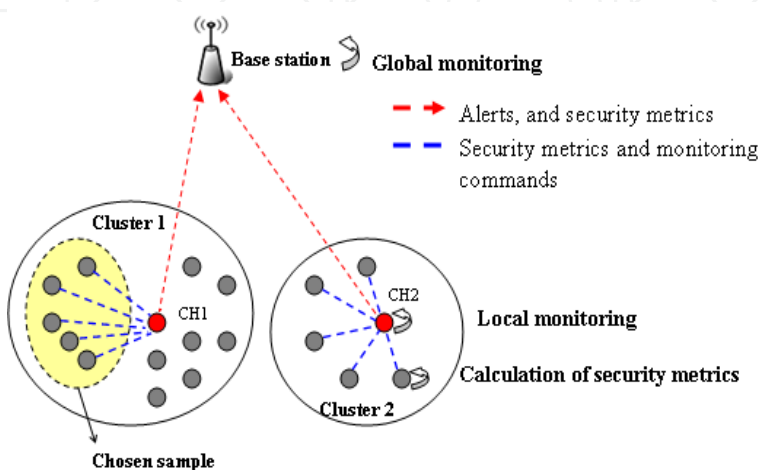 Base station
Global monitoring
Alerts, and security metrics
Security metrics and monitoring
commands
Cluster 1
CH1
CH2
Local monitoring
Calculation of security metrics
Cluster 2
Chosen sample